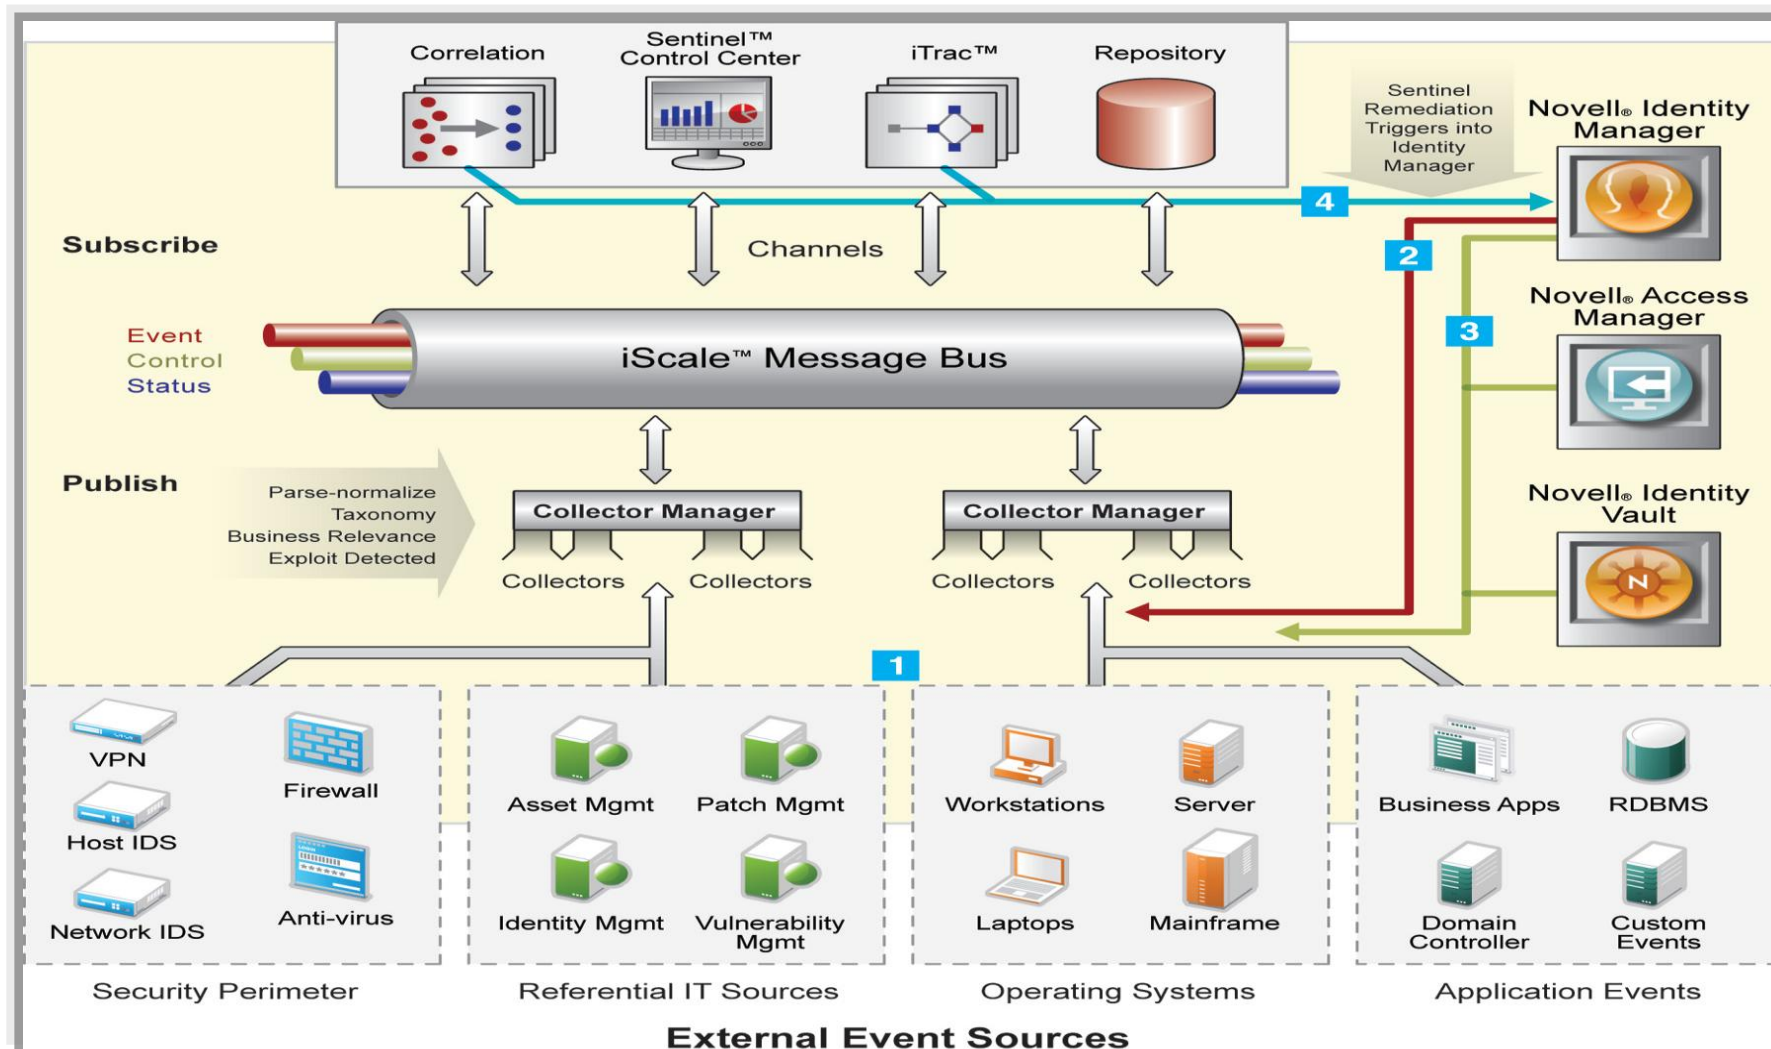 Correlation
Sentinel™
Control Center
iTrac™
Repository
Sentinel
Remediation
Triggers into
Identity
Manager
Novell® Identity
Manager
4
2
Subscribe
Channels
Novell® Access
Manager
3
Event
Control
Status
iScale™ Message Bus
Publish
Parse-normalize
Taxonomy
Business Relevance
Exploit Detected
Collector Manager
Collectors
Collectors
Collector Manager
Collectors
Collectors
Novell® Identity
Vault
N
1
VPN
Firewall
Host IDS
Network IDS
Anti-virus
Asset Mgmt
Patch Mgmt
Identity Mgmt
Vulnerability
Mgmt
Workstations
Server
Laptops
Mainframe
Business Apps
RDBMS
Domain
Controller
Custom
Events
Security Perimeter
Referential IT Sources
Operating Systems
Application Events
External Event Sources